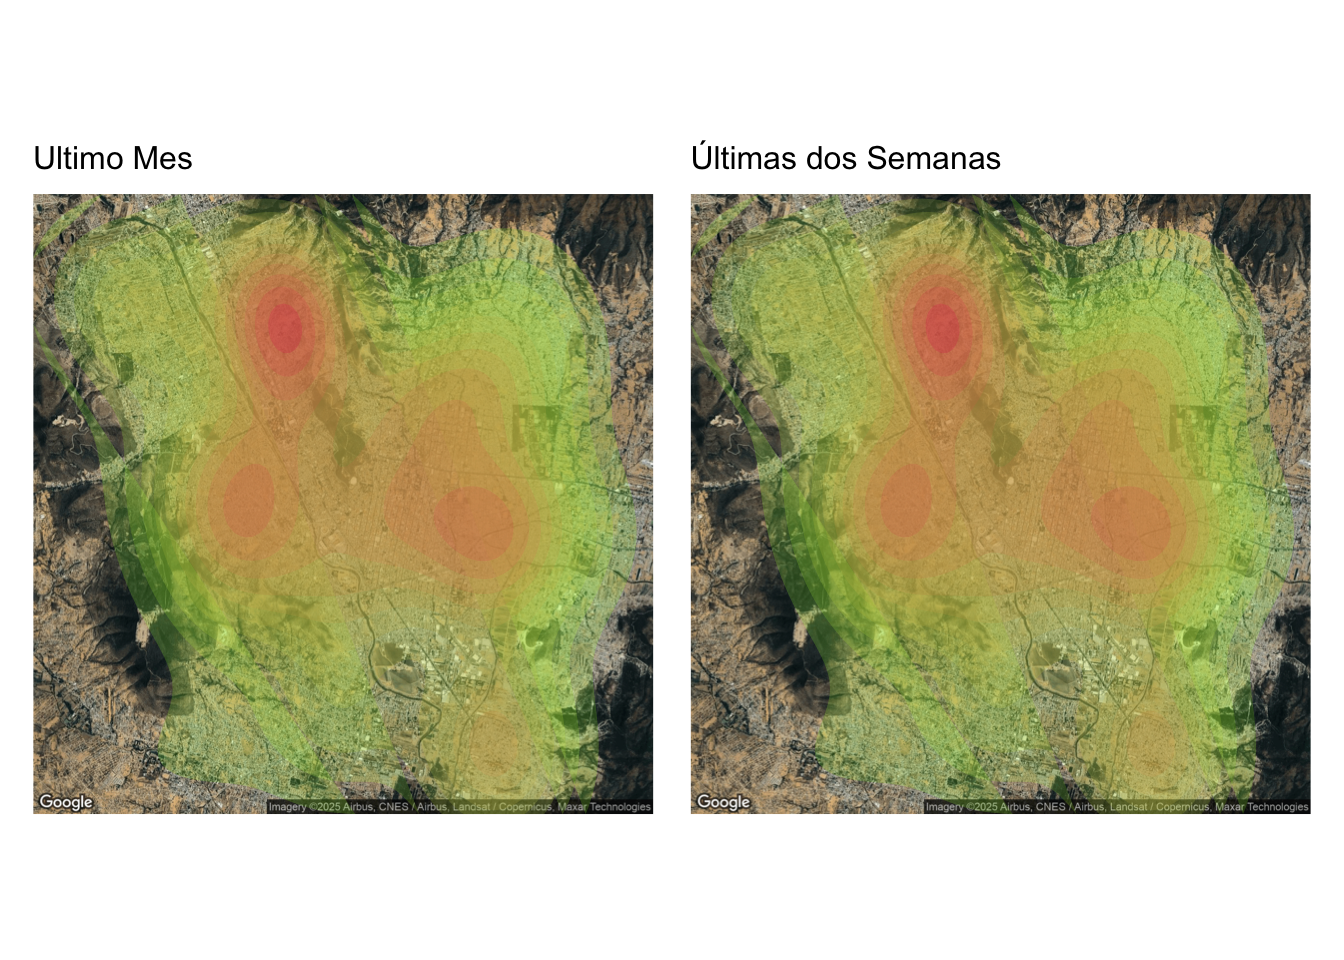 Ultimo Mes
Últimas dos Semanas
Google
Imagery ©2025 Airbus, CNES / Airbus, Landsat / Copernicus, Maxar Technologies
Google
Imagery ©2025 Airbus, CNES / Airbus, Landsat / Copernicus, Maxar Technologies